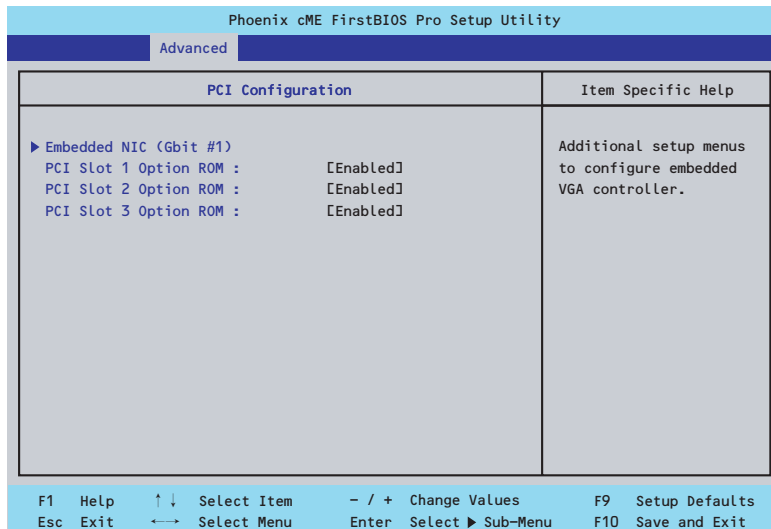 Phoenix cME FirstBIOS Pro Setup Utility
Advanced
PCI Configuration
Item Specific Help
▶ Embedded NIC (Gbit #1)
PCI Slot 1 Option ROM : [Enabled]
PCI Slot 2 Option ROM : [Enabled]
PCI Slot 3 Option ROM : [Enabled]
Additional setup menus
to configure embedded
VGA controller.
F1 Help ↑↓ Select Item - / + Change Values F9 Setup Defaults
Esc Exit ←→ Select Menu Enter Select ▶ Sub-Menu F10 Save and Exit